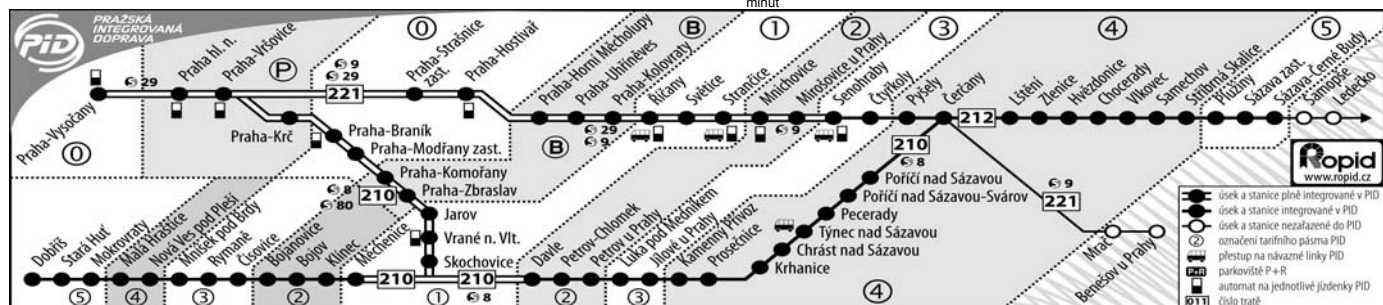 minut
PRAŽSKÁ
INTEGROVANÁ
DOPRAVA
PiD
Praha-Vysočany
S 29
Praha hl. n.
Praha-Vršovice
P
0
S 9
S 29
221
Praha-Strašnice
zast.
Praha-Hostivař
B
Praha-Horní Měcholupy
Praha-Uhříněves
Praha-Kolovraty
S 29
S 9
1
Říčany
Světice
Strančice
2
Mnichovice
S 9
Mirošovice u Prahy
3
Senohraby
Čtyřkoly
Pyšely
Čerčany
4
212
Lštění
Zlenice
Hvězdonice
Chocerady
Vlkovec
Samechov
Stříbrná Skalice
5
Plužiny
Sázava zast.
Sázava-Černé Budy
Samopše
Ledečko
0
Praha-Krč
Praha-Braník
Praha-Modřany zast.
Praha-Komořany
Praha-Zbraslav
B
S 8
S 80
210
Jarov
Vrané n. Vlt.
Skochovice
210
S 8
Poříčí nad Sázavou
Poříčí nad Sázavou-Svárov
Pecerady
Týnec nad Sázavou
Chrást nad Sázavou
Krhanice
S 9
221
Mrač
Benešov u Prahy
Ropid
www.ropid.cz
Dobříš
Stará Huť
Mokrovraty
Malá Hraštice
Nová Ves pod Pleší
Mníšek pod Brdy
Rymaně
Čisovice
Bojanovice
Bojov
Klínec
Měchenice
210
210
S 8
Davle
Petrov-Chlomek
Petrov u Prahy
Luka pod Medníkem
Jílové u Prahy
Kamenný Přívoz
Prosečnice
5
4
3
2
1
2
3
4
úsek a stanice plně integrované v PID
úsek a stanice integrované v PID
úsek a stanice nezařazené do PID
2 označení tarifního pásma PID
přestup na návazné linky PID
P+R parkoviště P+R
automat na jednotlivé jízdenky PID
011 číslo tratě